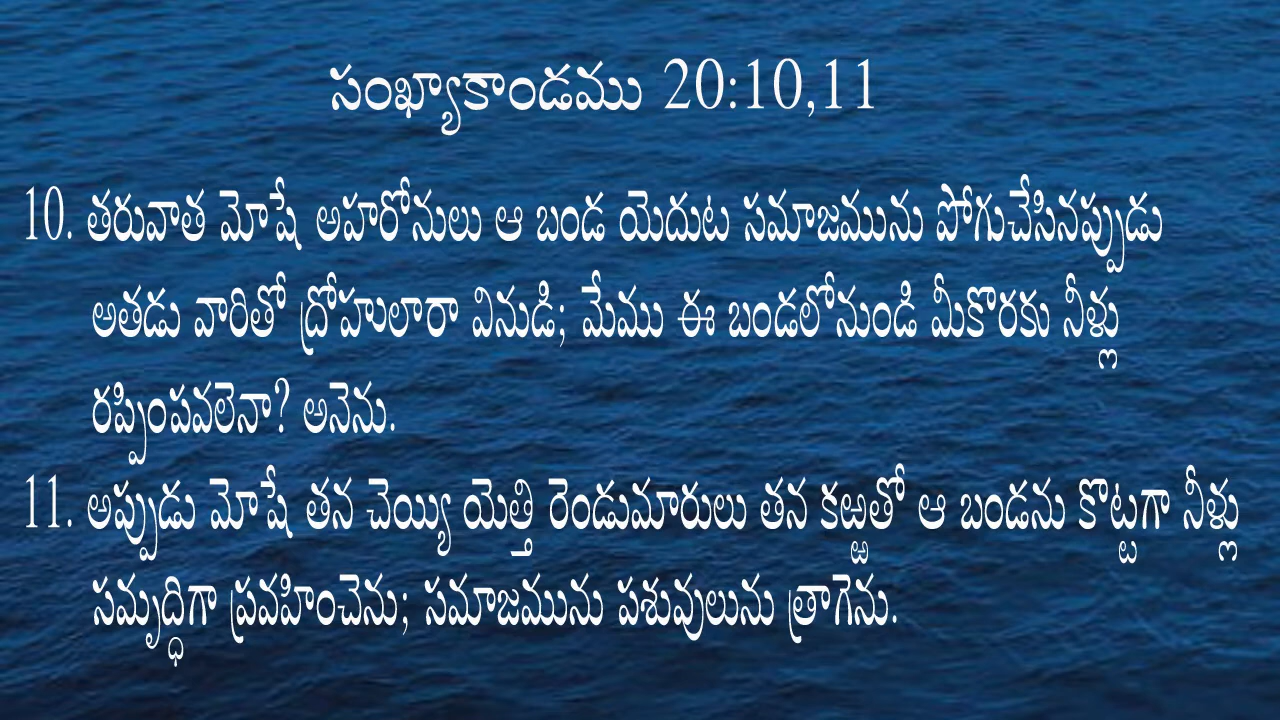 సంఖ్యాకాండము 20:10,11
10. తరువాత మోషే అహరోనులు ఆ బండ యెదుట సమాజమును పోగుచేసినప్పుడు
అతడు వారితో ద్రోహులారా వినుడి; మేము ఈ బండలోనుండి మీకొరకు నీళ్లు
రప్పింపవలెనా? అనెను.
11. అప్పుడు మోషే తన చెయ్యి యెత్తి రెండుమారులు తన కఱ్ఱతో ఆ బండను కొట్టగా నీళ్లు
సమృద్ధిగా ప్రవహించెను; సమాజమును పశువులును త్రాగెను.